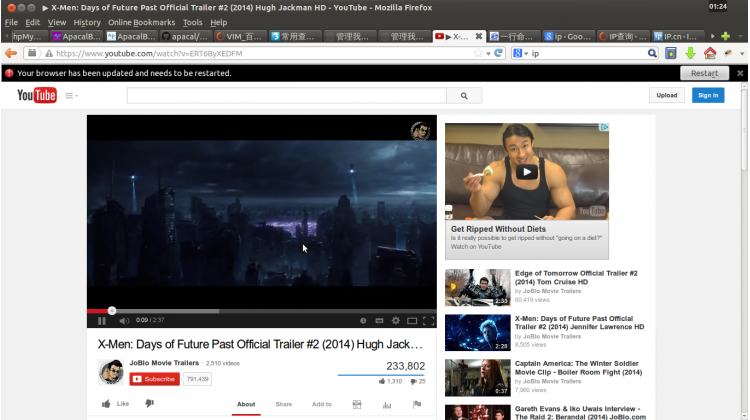 01:24
▶ X-Men: Days of Future Past Official Trailer #2 (2014) Hugh Jackman HD - YouTube - Mozilla Firefox
File Edit View History Online Bookmarks Tools Help
hpMy... ApacalB... ApacalB... apacal/... VIM_百... 常用查... 管理我... 管理我... ▶ X-... 一行命... ip - Goo... IP查询 -... IP.cn - I...
https://www.youtube.com/watch?v=ERT6ByXEDFM
ip
Your browser has been updated and needs to be restarted.
Restart
YouTube
Upload
Sign in
0:09 / 2:37
X-Men: Days of Future Past Official Trailer #2 (2014) Hugh Jack...
JoBlo Movie Trailers · 2,510 videos
Subscribe 791,439
233,802
1,310 25
Like
About Share Add to
YouTube
Get Ripped Without Diets
Is it really possible to get ripped without "going on a diet?"
Watch on YouTube
2:33
Edge of Tomorrow Official Trailer #2
(2014) Tom Cruise HD
by JoBlo Movie Trailers
60,419 views
2:28
X-Men: Days of Future Past Official
Trailer #2 (2014) Jennifer Lawrence HD
by JoBlo Movie Trailers
8,505 views
0:37
Captain America: The Winter Soldier
Movie Clip - Boiler Room Fight (2014)
by JoBlo Movie Trailers
7,960 views
Gareth Evans & Iko Uwais Interview -
The Raid 2: Berandal (2014) JoBlo.com